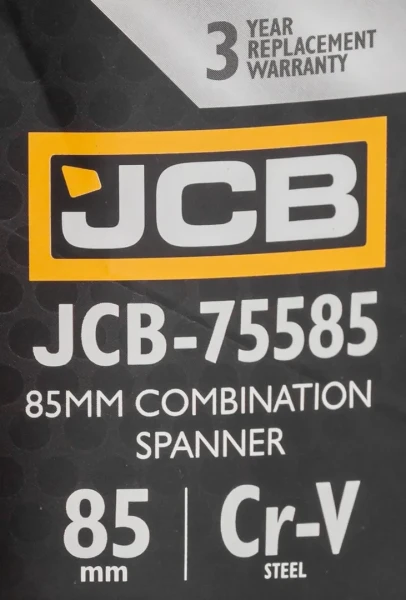 3 YEAR
REPLACEMENT
WARRANTY
JCB
JCB-75585
85MM COMBINATION
SPANNER
85 mm
Cr-V STEEL